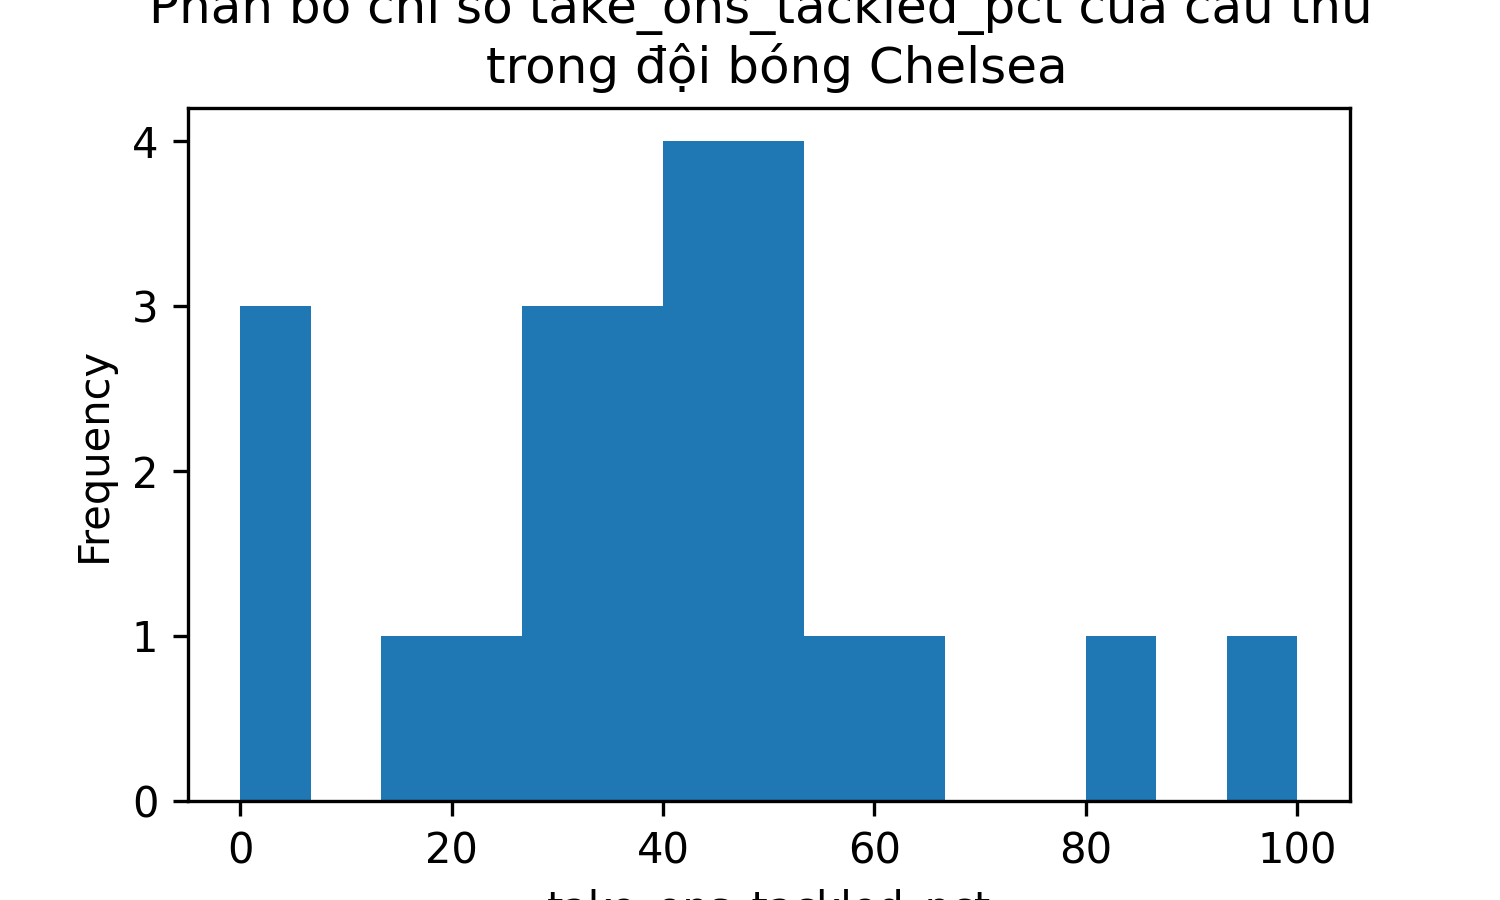 Phân bố chỉ số take_ons_tackled_pct của cầu thủ
trong đội bóng Chelsea
4
3
2
1
0
Frequency
0 20 40 60 80 100
take_ons_tackled_pct